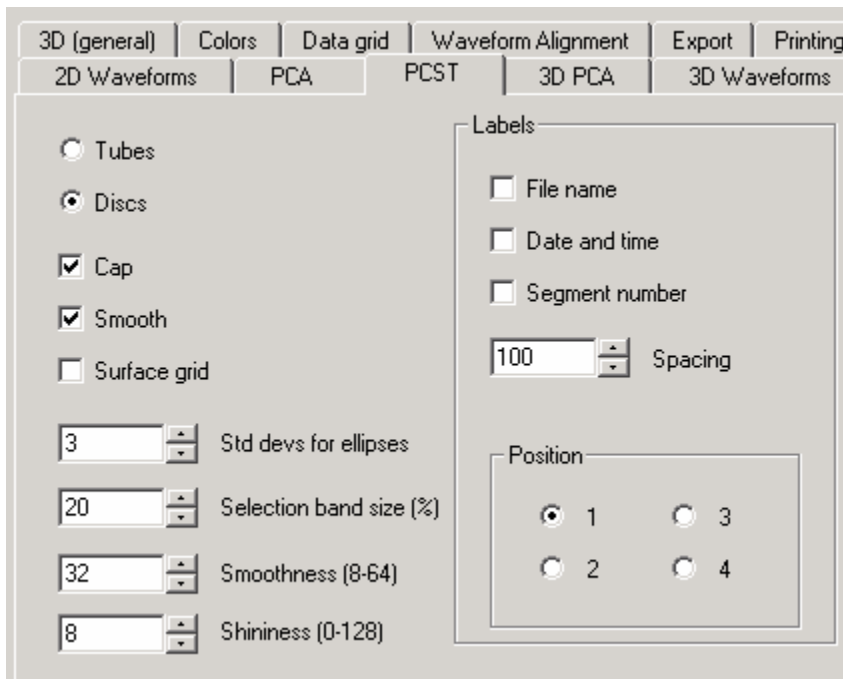 3D (general) Colors Data grid Waveform Alignment Export Printing
2D Waveforms PCA PCST 3D PCA 3D Waveforms
Tubes
Discs
Cap
Smooth
Surface grid
3 Std devs for ellipses
20 Selection band size (%)
32 Smoothness (8-64)
8 Shininess (0-128)
Labels
File name
Date and time
Segment number
100 Spacing
Position
1 3
2 4